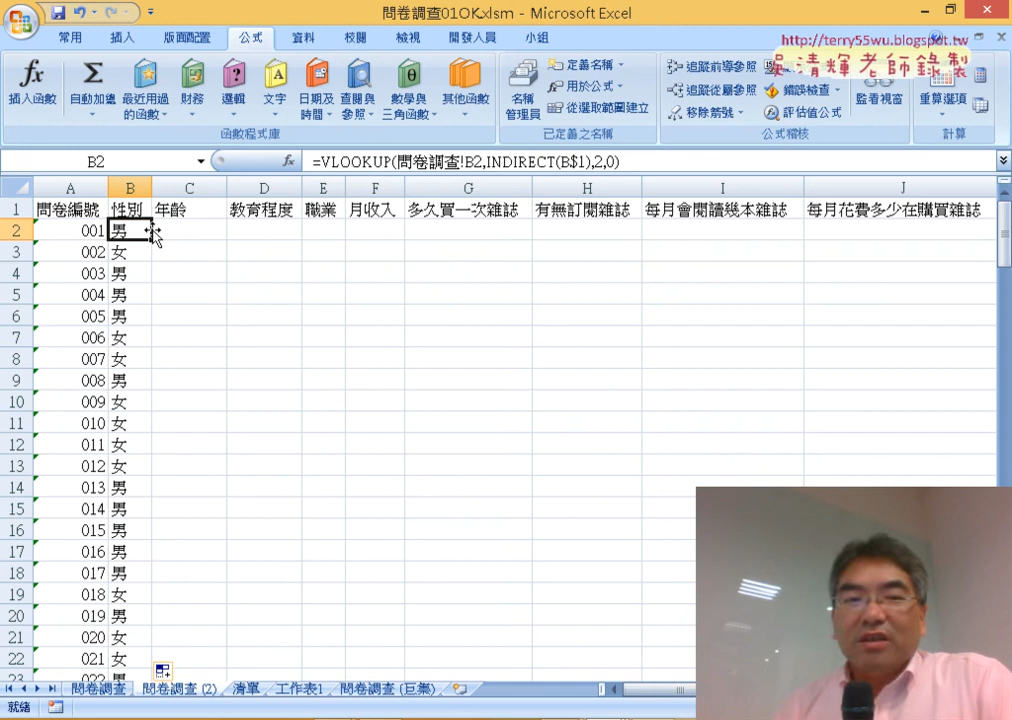 問卷調查01OK.xlsm - Microsoft Excel
常用 插入 版面配置 公式 資料 校閱 檢視 開發人員 小組
http://terry55wu.blogspot.tw
吳清輝老師錄製
插入函數 自動加總 最近用過的函數 財務 邏輯 文字 日期及時間 查閱與參照 數學與三角函數 其他函數
函數程式庫
名稱管理員 定義名稱 用於公式 從選取範圍建立
已定義之名稱
追蹤前導參照 追蹤從屬參照 移除箭號 錯誤檢查 評估值公式 監看視窗
公式稽核
重算選項
計算
B2 fx =VLOOKUP(問卷調查!B2,INDIRECT(B$1),2,0)
A B C D E F G H I J
1 問卷編號 性別 年齡 教育程度 職業 月收入 多久買一次雜誌 有無訂閱雜誌 每月會閱讀幾本雜誌 每月花費多少在購買雜誌
2 001 男
3 002 女
4 003 男
5 004 男
6 005 男
7 006 女
8 007 女
9 008 男
10 009 女
11 010 女
12 011 女
13 012 女
14 013 男
15 014 男
16 015 男
17 016 男
18 017 男
19 018 女
20 019 男
21 020 女
22 021 女
23 022 男
問卷調查 問卷調查 (2) 清單 工作表1 問卷調查 (巨集)
就緒